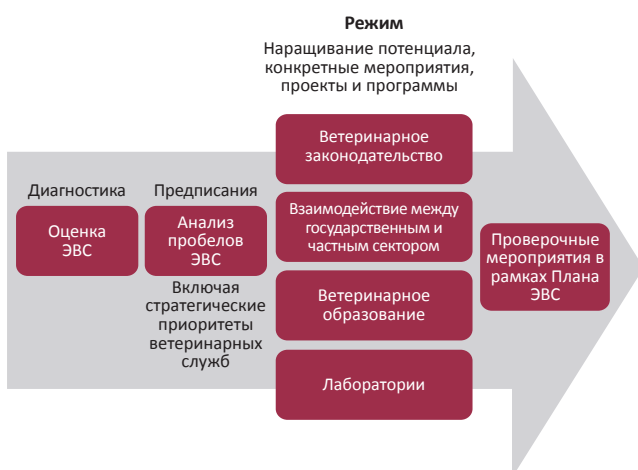 Режим
Наращивание потенциала,
конкретные мероприятия,
проекты и программы
Диагностика
Оценка
ЭВС
Предписания
Анализ
пробелов
ЭВС
Включая
стратегические
приоритеты
ветеринарных
служб
Ветеринарное
законодательство
Взаимодействие между
государственным и
частным сектором
Ветеринарное
образование
Лаборатории
Проверочные
мероприятия в
рамках Плана
ЭВС